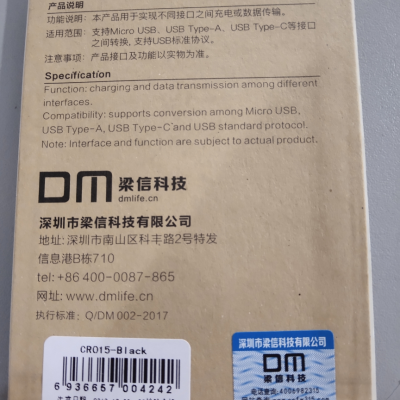 产品说明
功能说明：本产品用于实现不同接口之间充电或数据传输。
适用范围：支持Micro USB、USB Type-A、USB Type-C等接口
之间转换，支持USB标准协议。
注意事项：产品接口及功能以实物为准。
Specification
Function: charging and data transmission among different
interfaces.
Compatibility: supports conversion among Micro USB,
USB Type-A, USB Type-C and USB standard protocol.
Note: Interface and function are subject to actual product.
DM 梁信科技
dmlife.cn
深圳市梁信科技有限公司
地址: 深圳市南山区科丰路2号特发
信息港B栋710
tel: +86 400-0087-865
网址: www.dmlife.cn
执行标准: Q/DM 002-2017
CR015-Black
6 936657 004242
深圳市梁信科技有限公司
DM
梁信科技
电话查询:4006982315